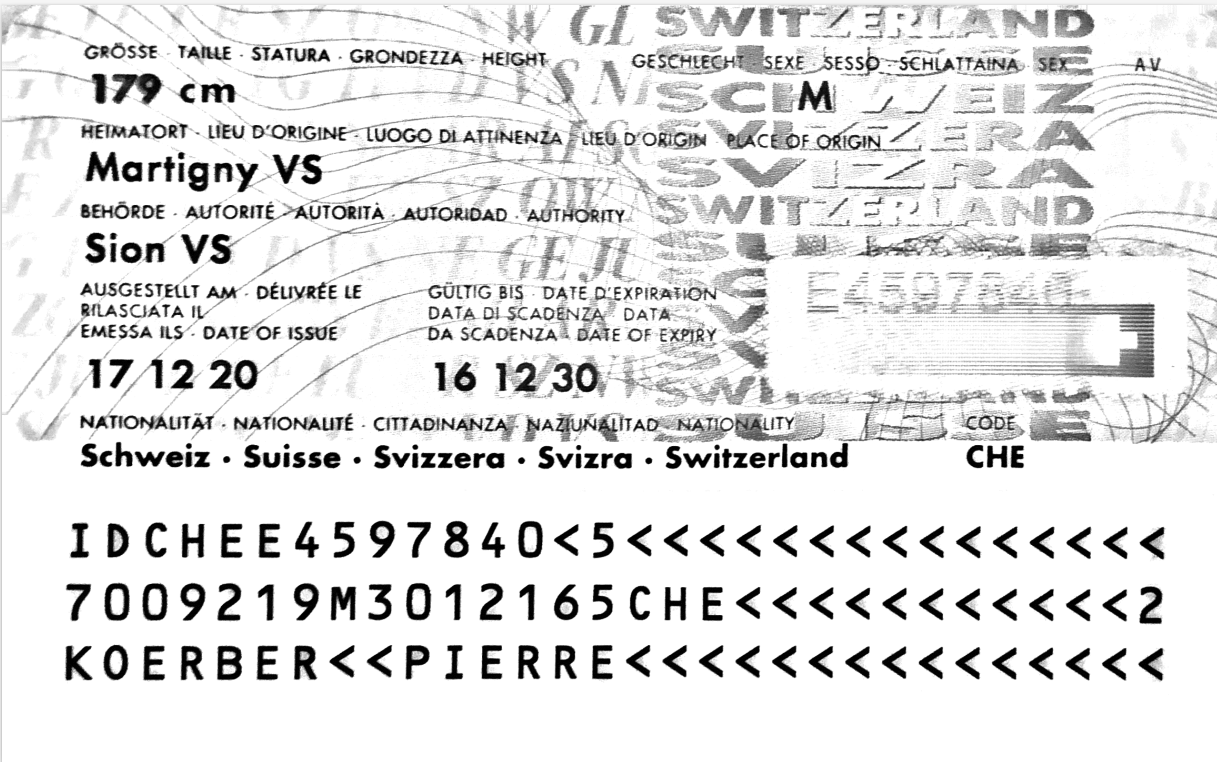 GRÖSSE · TAILLE · STATURA · GRONDEZZA · HEIGHT GESCHLECHT · SEXE · SESSO · SCHLATTAINA · SEX AV
179 cm M
HEIMATORT · LIEU D'ORIGINE · LUOGO DI ATTINENZA · LIEU D'ORIGIN · PLACE OF ORIGIN
Martigny VS
BEHÖRDE · AUTORITÉ · AUTORITÀ · AUTORIDAD · AUTHORITY
Sion VS
AUSGESTELLT AM · DÉLIVRÉE LE GÜLTIG BIS · DATE D'EXPIRATION
RILASCIATA IL DATA DI SCADENZA · DATA
EMESSA ILS · DATE OF ISSUE DA SCADENZA · DATE OF EXPIRY
17 12 20 16 12 30
NATIONALITÄT · NATIONALITÉ · CITTADINANZA · NAZIUNALITAD · NATIONALITY CODE
Schweiz · Suisse · Svizzera · Svizra · Switzerland CHE
IDCHEE4597840<5<<<<<<<<<<<<<<<
7009219M3012165CHE<<<<<<<<<<<2
KOERBER<<PIERRE<<<<<<<<<<<<<<<
SWITZERLAND
SUISSE
SCHWEIZ
SVIZZERA
SVIZRA
SWITZERLAND